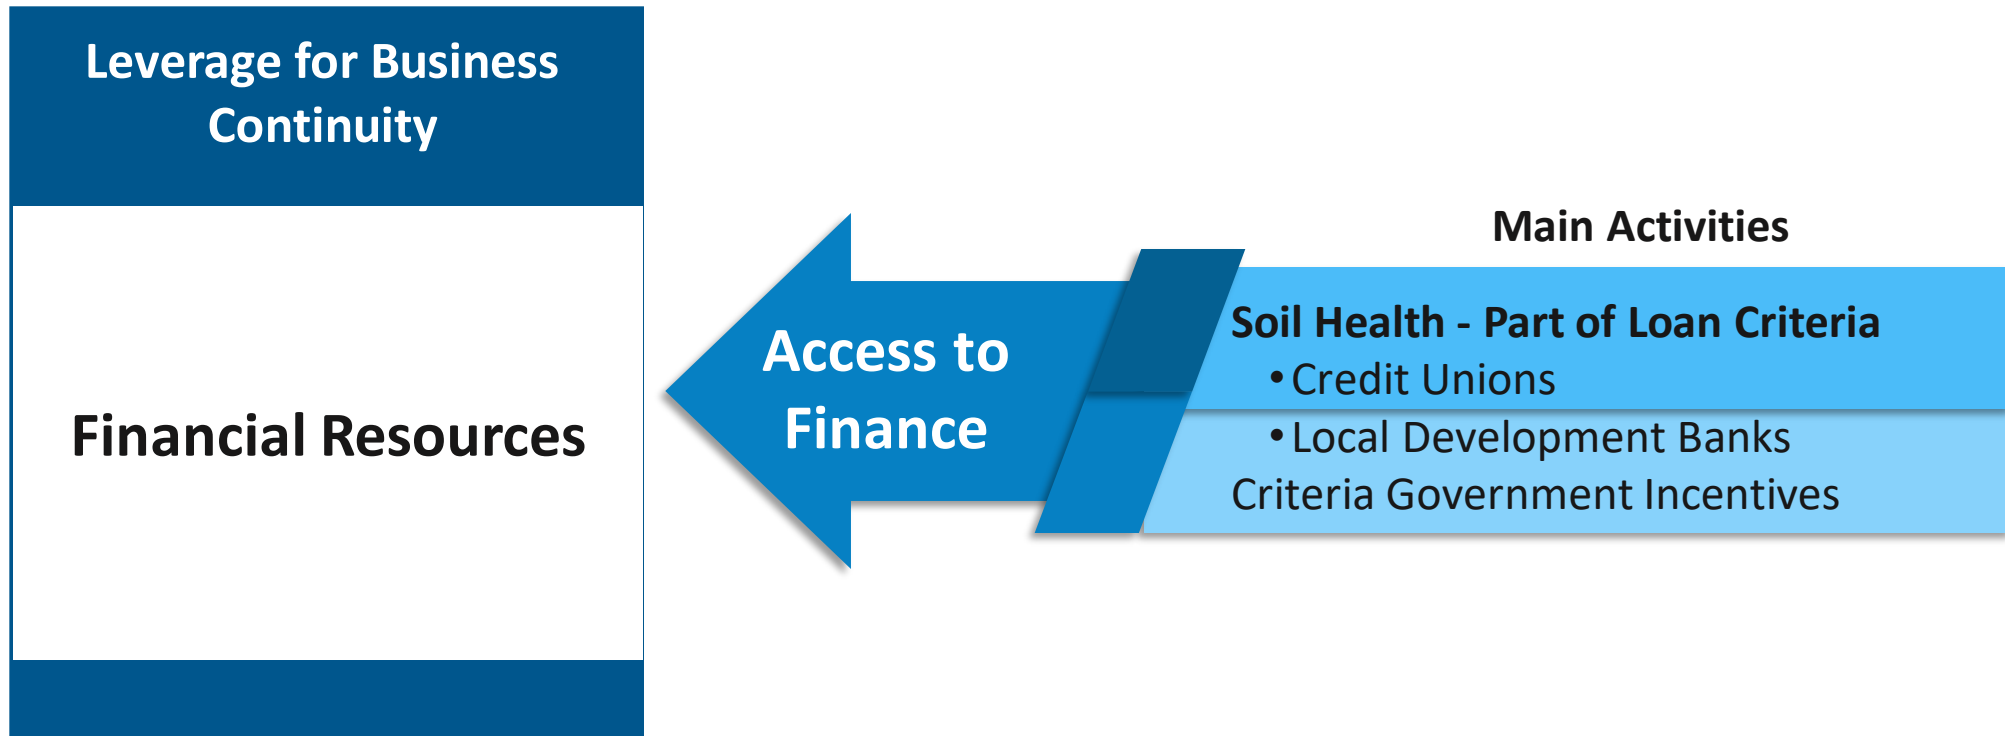 Leverage for Business
Continuity
Financial Resources
Access to
Finance
Main Activities
Soil Health - Part of Loan Criteria
•Credit Unions
•Local Development Banks
Criteria Government Incentives